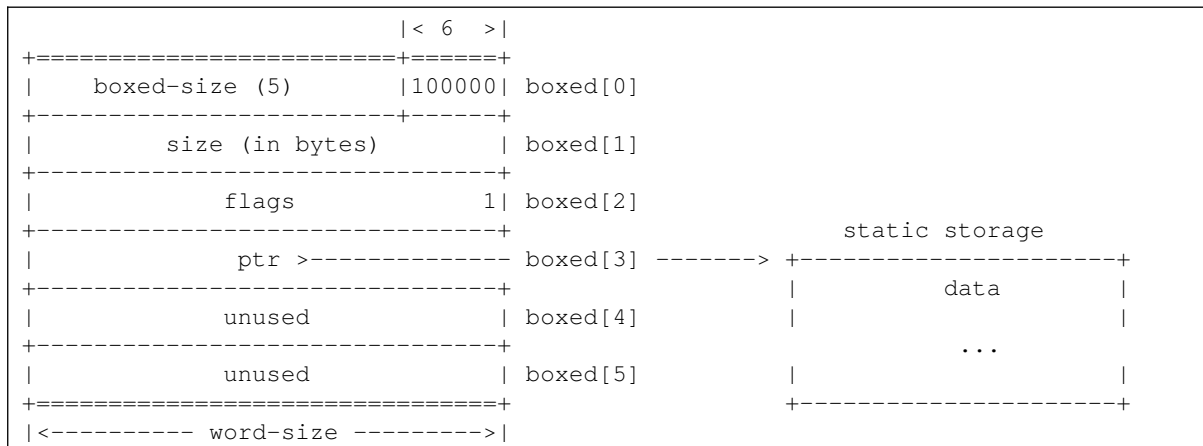 |< 6  >|
+=========================+======+
|    boxed-size (5)       |100000| boxed[0]
+-------------------------+------+
|         size (in bytes)        | boxed[1]
+--------------------------------+
|             flags             1| boxed[2]
+--------------------------------+                       static storage
|              ptr >-------------- boxed[3] -------> +----------------------+
+--------------------------------+                   |          data        |
|             unused             | boxed[4]          |                      |
+--------------------------------+                              ...
|             unused             | boxed[5]          |                      |
+================================+                   +----------------------+
|<---------- word-size --------->|